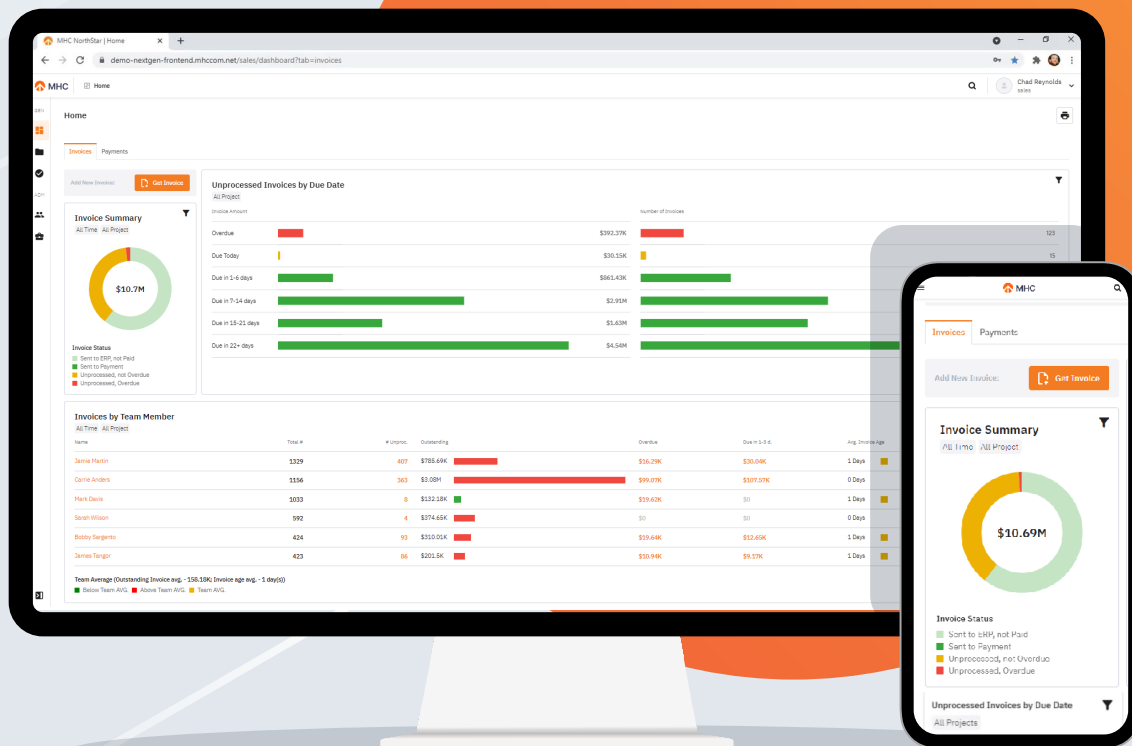 MHC NorthStar | Home
demo-nextgen-frontend.mhccom.net/sales/dashboard?tab=invoices
MHC
Home
Chad Reynolds
sales
GEN
ADM
Home
Invoices Payments
Add New Invoice:
Get Invoice
Invoice Summary
All Time All Project
$10.7M
Invoice Status
Sent to ERP, not Paid
Sent to Payment
Unprocessed, not Overdue
Unprocessed, Overdue
Unprocessed Invoices by Due Date
All Project
Invoice Amount Number of Invoices
Overdue $392.37K 123
Due Today $30.15K 15
Due in 1-6 days $861.43K
Due in 7-14 days $2.91M
Due in 15-21 days $1.63M
Due in 22+ days $4.54M
Invoices by Team Member
All Time All Project
Name Total # # Unproc. Outstanding Overdue Due in 1-3 d. Avg. Invoice Age
Jamie Martin 1329 407 $785.69K $16.29K $30.04K 1 Days
Carrie Anders 1156 363 $3.08M $99.07K $107.57K 0 Days
Mark Davis 1033 8 $132.18K $19.62K $0 1 Days
Sarah Wilson 592 4 $374.65K $0 $0 0 Days
Bobby Sargento 424 93 $310.01K $19.64K $12.65K 1 Days
James Tangor 423 56 $201.5K $10.94K $9.17K 1 Days
Team Average (Outstanding Invoice avg. - 158.18K; Invoice age avg. - 1 day(s))
Below Team AVG. Above Team AVG. Team AVG.
MHC
Invoices Payments
Add New Invoice:
Get Invoice
Invoice Summary
All Time All Project
$10.69M
Invoice Status
Sent to ERP, not Paid
Sent to Payment
Unprocessed, not Overdue
Unprocessed, Overdue
Unprocessed Invoices by Due Date
All Projects